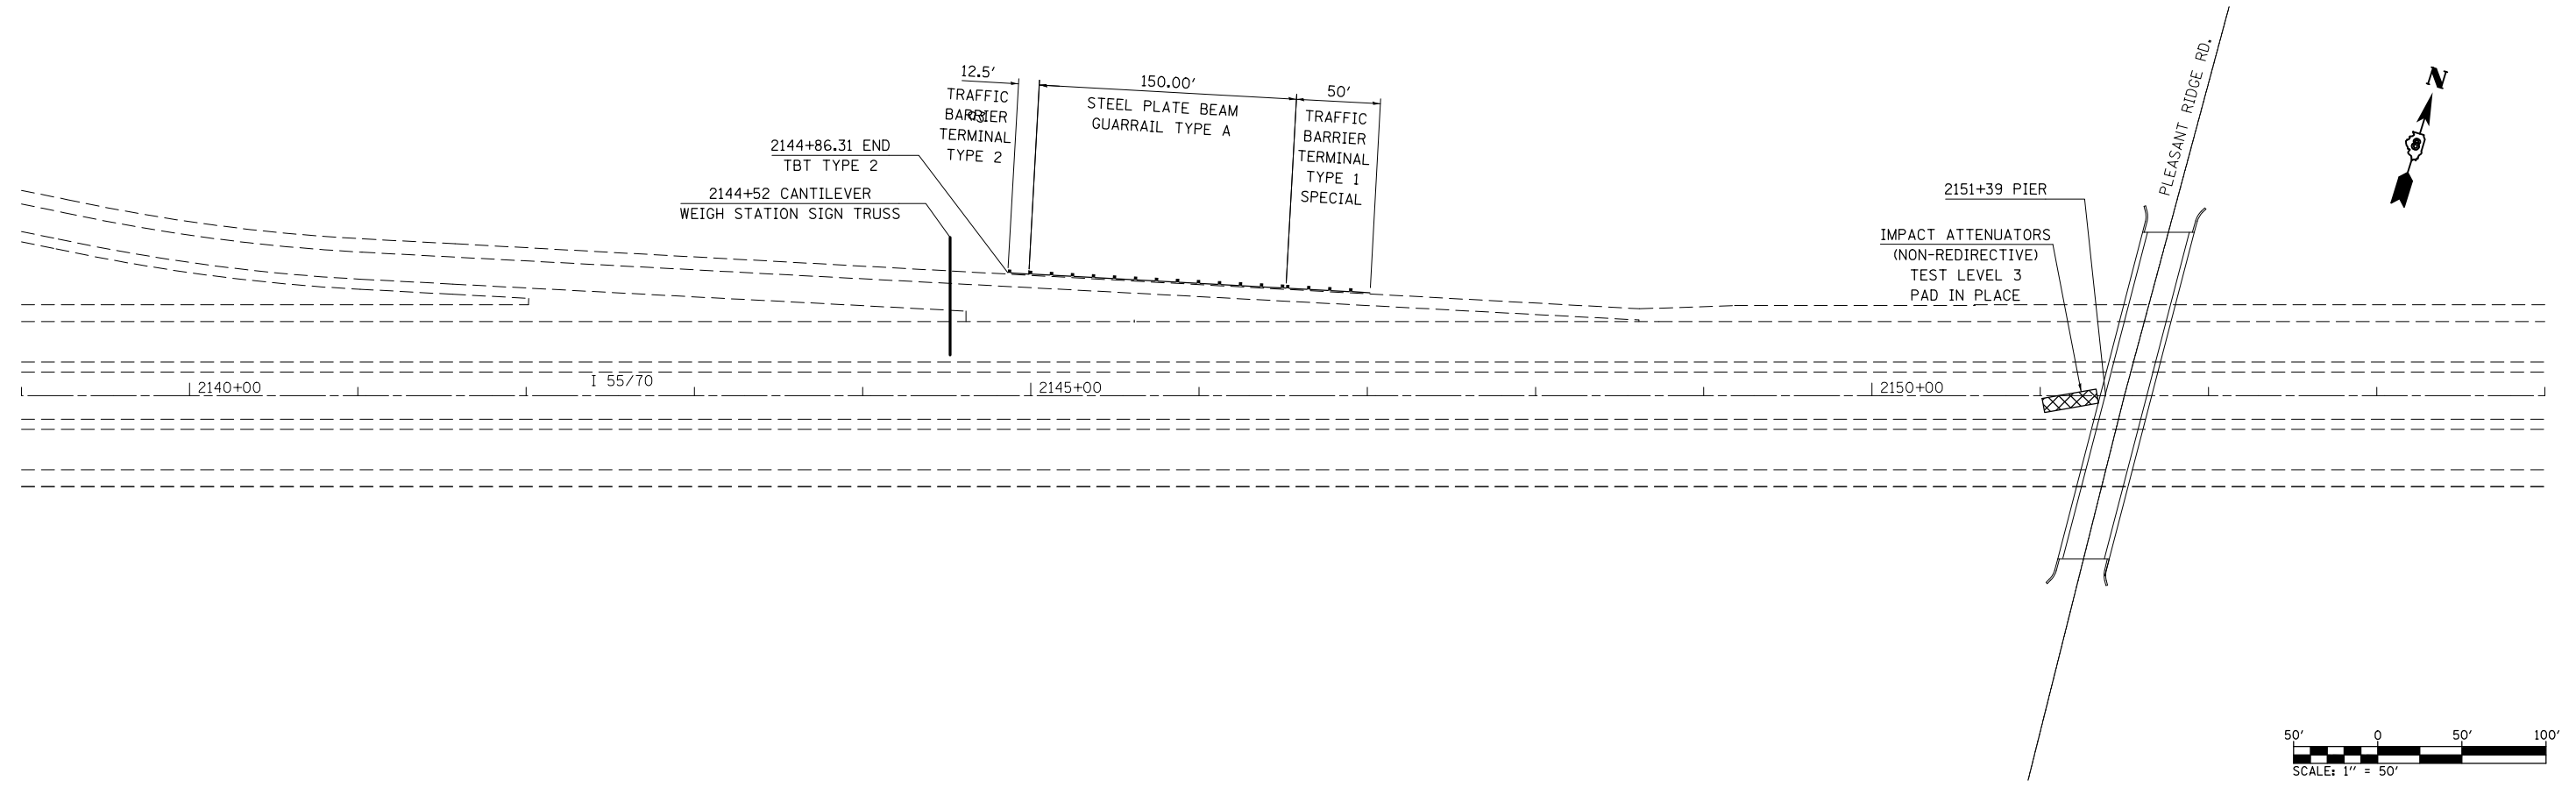 12.5'
TRAFFIC
BARRIER
TERMINAL
TYPE 2
150.00'
STEEL PLATE BEAM
GUARRAIL TYPE A
50'
TRAFFIC
BARRIER
TERMINAL
TYPE 1
SPECIAL
2144+86.31 END
TBT TYPE 2
2144+52 CANTILEVER
WEIGH STATION SIGN TRUSS
PLEASANT RIDGE RD.
N
2151+39 PIER
IMPACT ATTENUATORS
(NON-REDIRECTIVE)
TEST LEVEL 3
PAD IN PLACE
2140+00
I 55/70
2145+00
2150+00
50' 0 50' 100'
SCALE: 1" = 50'